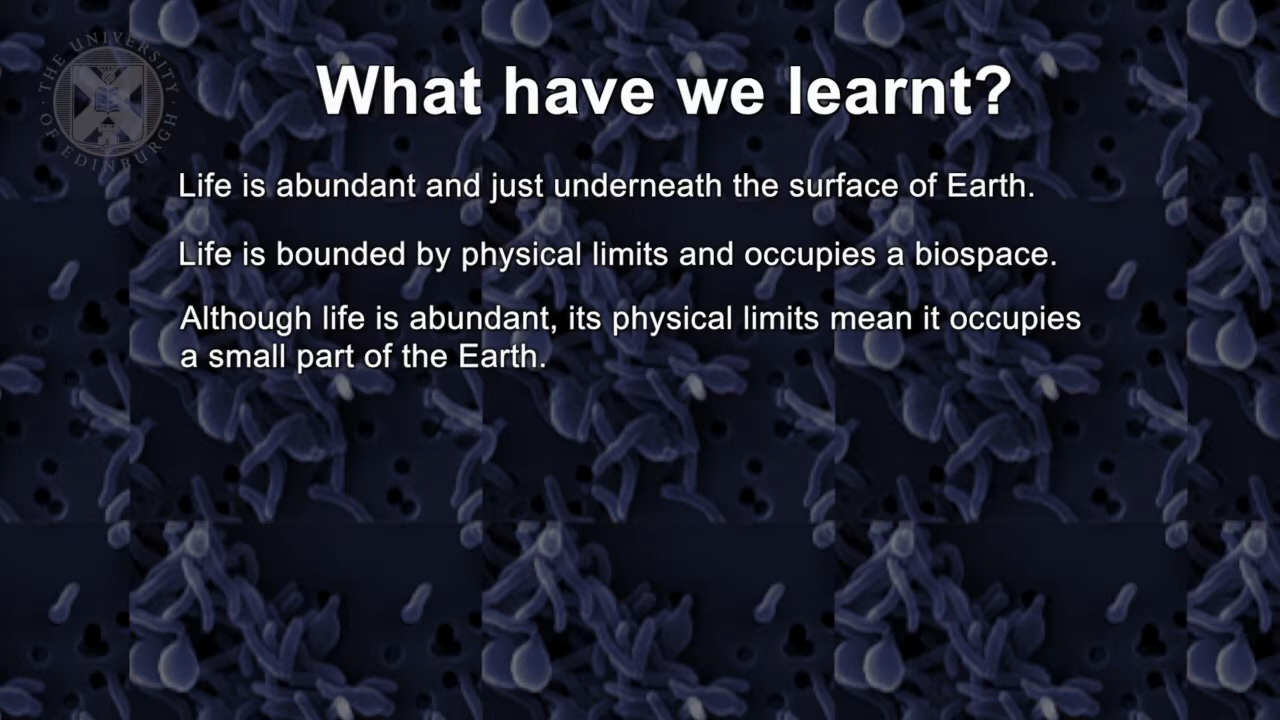 THE UNIVERSITY OF EDINBURGH
What have we learnt?
Life is abundant and just underneath the surface of Earth.
Life is bounded by physical limits and occupies a biospace.
Although life is abundant, its physical limits mean it occupies
a small part of the Earth.